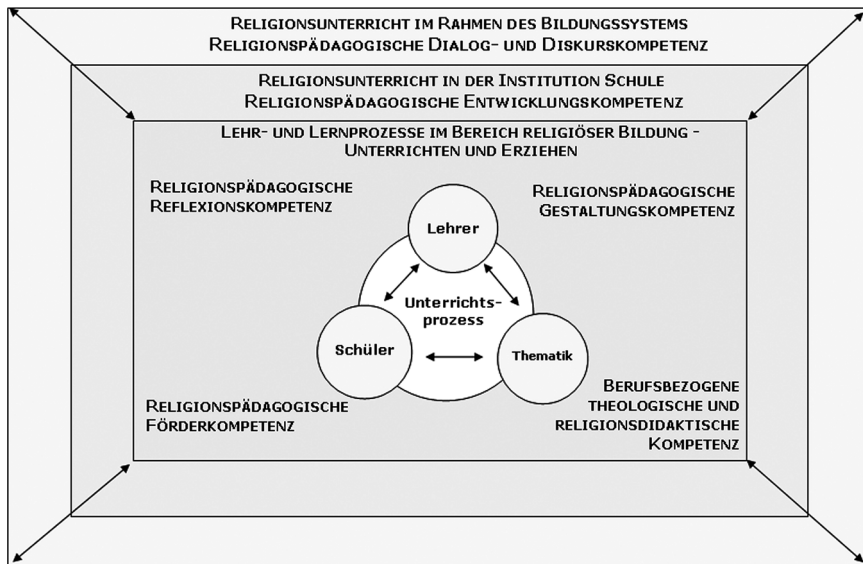 RELIGIONSUNTERRICHT IM RAHMEN DES BILDUNGSSYSTEMS
RELIGIONSPÄDAGOGISCHE DIALOG- UND DISKURSKOMPETENZ
RELIGIONSUNTERRICHT IN DER INSTITUTION SCHULE
RELIGIONSPÄDAGOGISCHE ENTWICKLUNGSKOMPETENZ
LEHR- UND LERNPROZESSE IM BEREICH RELIGIÖSER BILDUNG -
UNTERRICHTEN UND ERZIEHEN
RELIGIONSPÄDAGOGISCHE
REFLEXIONSKOMPETENZ
RELIGIONSPÄDAGOGISCHE
GESTALTUNGSKOMPETENZ
Lehrer
Unterrichts-
prozess
Schüler
Thematik
RELIGIONSPÄDAGOGISCHE
FÖRDERKOMPETENZ
BERUFSBEZOGENE
THEOLOGISCHE UND
RELIGIONSDIDAKTISCHE
KOMPETENZ